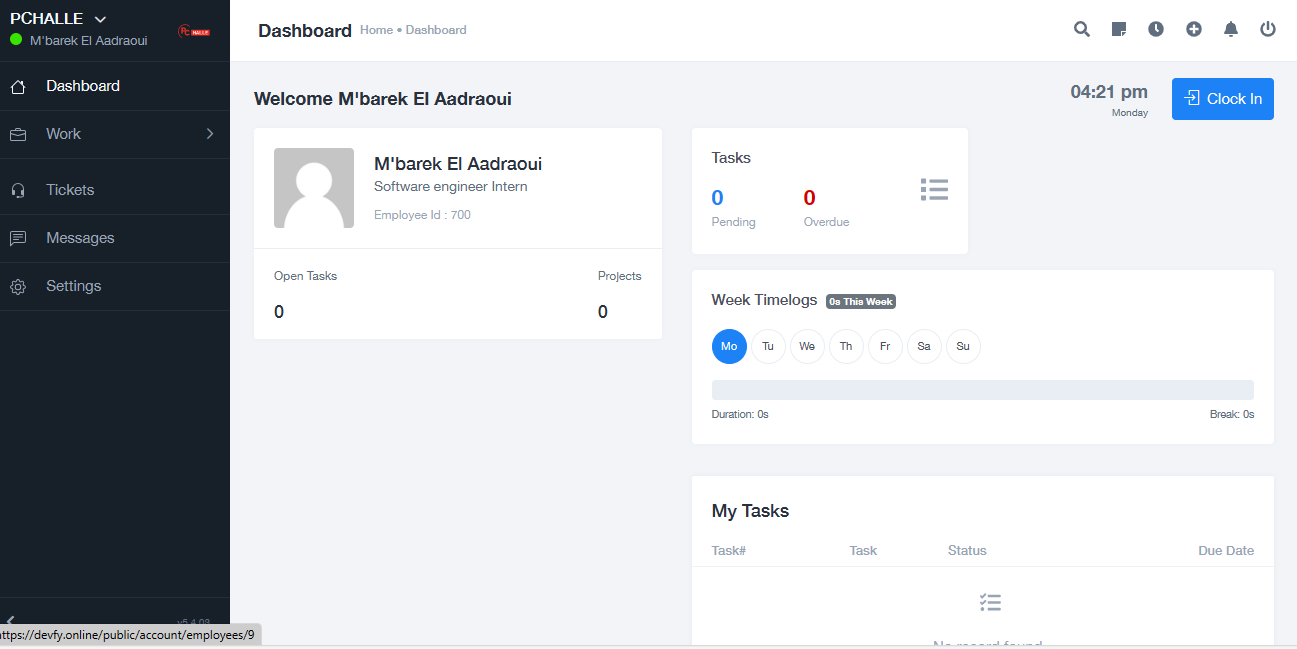 PCHALLE
M'barek El Aadraoui
PC HALLE
Dashboard
Work
Tickets
Messages
Settings
v5.4.03
https://devfy.online/public/account/employees/9
Dashboard Home • Dashboard
Welcome M'barek El Aadraoui
04:21 pm
Monday
Clock In
M'barek El Aadraoui
Software engineer Intern
Employee Id : 700
Open Tasks Projects
0 0
Tasks
0 0
Pending Overdue
Week Timelogs 0s This Week
Mo Tu We Th Fr Sa Su
Duration: 0s Break: 0s
My Tasks
Task# Task Status Due Date
No record found